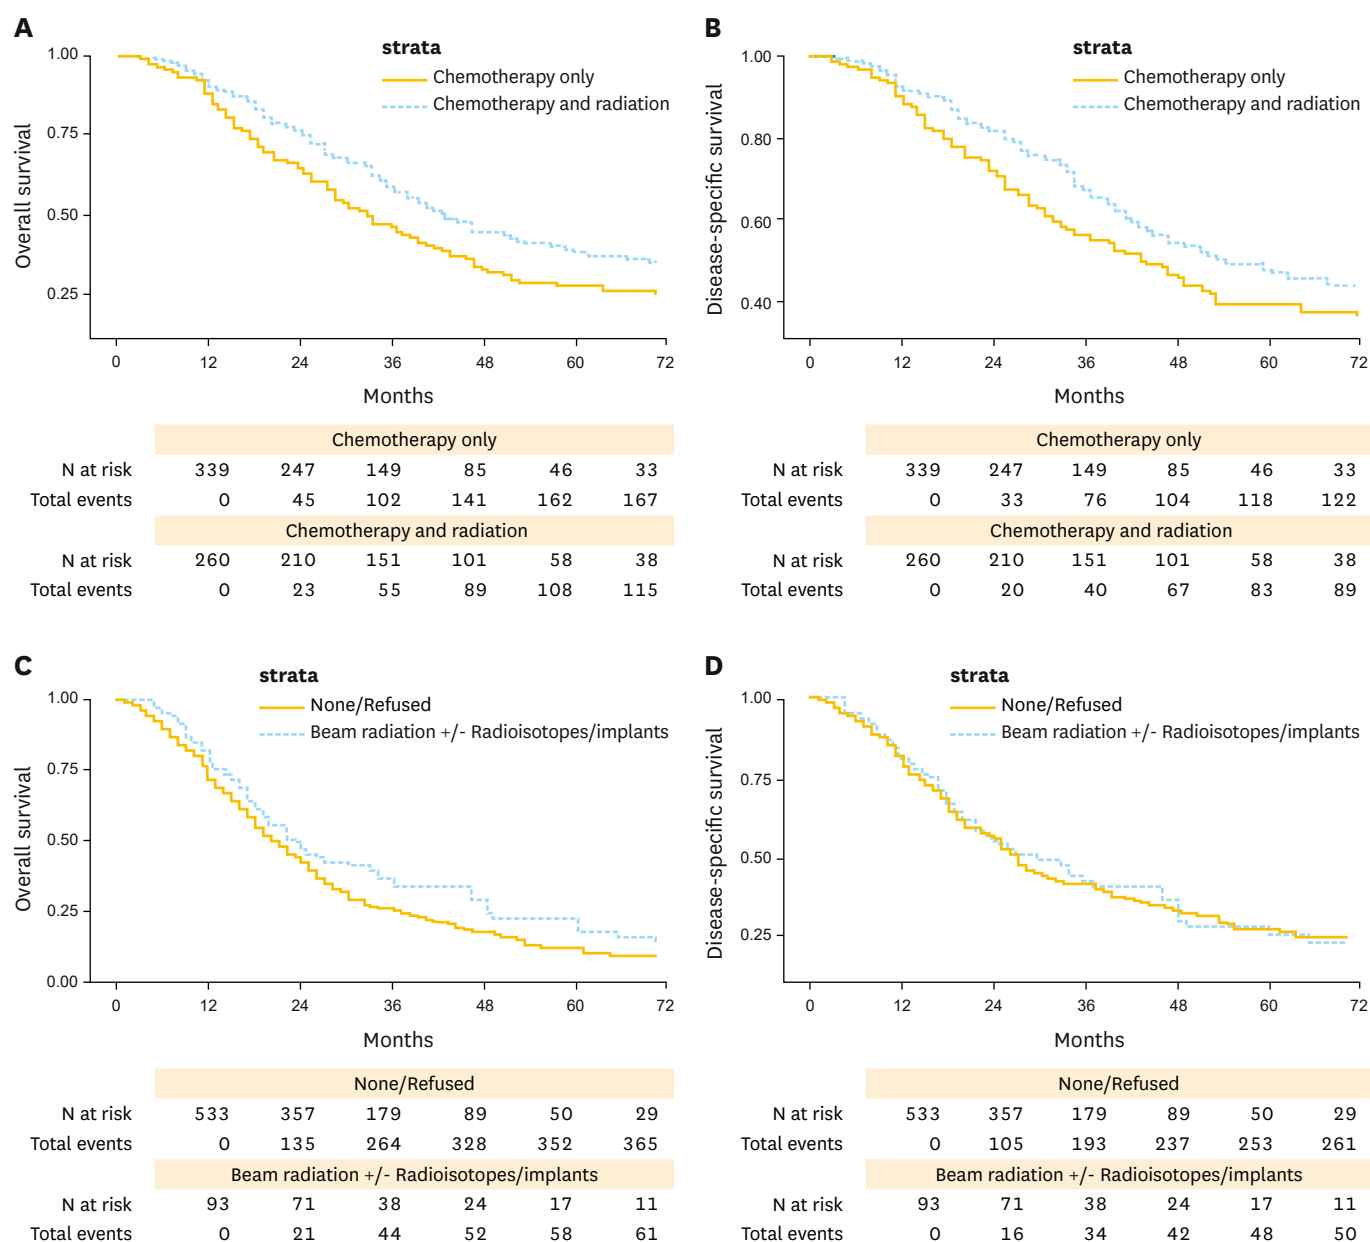 A
strata
Chemotherapy only
Chemotherapy and radiation
Overall survival
1.00
0.75
0.50
0.25
0 12 24 36 48 60 72
Months
Chemotherapy only
N at risk 339 247 149 85 46 33
Total events 0 45 102 141 162 167
Chemotherapy and radiation
N at risk 260 210 151 101 58 38
Total events 0 23 55 89 108 115
B
strata
Chemotherapy only
Chemotherapy and radiation
Disease-specific survival
1.00
0.80
0.60
0.40
0 12 24 36 48 60 72
Months
Chemotherapy only
N at risk 339 247 149 85 46 33
Total events 0 33 76 104 118 122
Chemotherapy and radiation
N at risk 260 210 151 101 58 38
Total events 0 20 40 67 83 89
C
strata
None/Refused
Beam radiation +/- Radioisotopes/implants
Overall survival
1.00
0.75
0.50
0.25
0.00
0 12 24 36 48 60 72
Months
None/Refused
N at risk 533 357 179 89 50 29
Total events 0 135 264 328 352 365
Beam radiation +/- Radioisotopes/implants
N at risk 93 71 38 24 17 11
Total events 0 21 44 52 58 61
D
strata
None/Refused
Beam radiation +/- Radioisotopes/implants
Disease-specific survival
1.00
0.75
0.50
0.25
0 12 24 36 48 60 72
Months
None/Refused
N at risk 533 357 179 89 50 29
Total events 0 105 193 237 253 261
Beam radiation +/- Radioisotopes/implants
N at risk 93 71 38 24 17 11
Total events 0 16 34 42 48 50